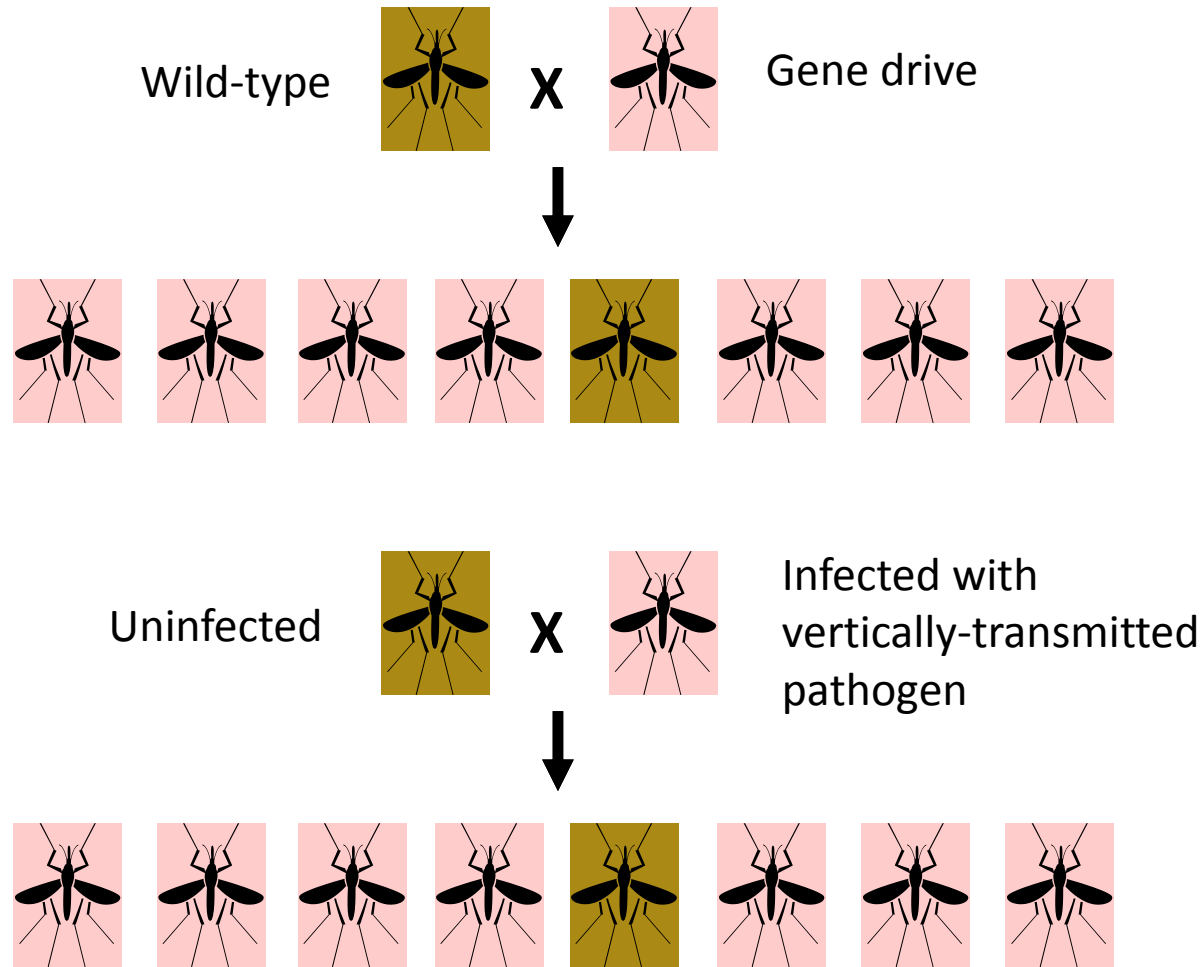 Wild-type
X
Gene drive
Uninfected
X
Infected with
vertically-transmitted
pathogen